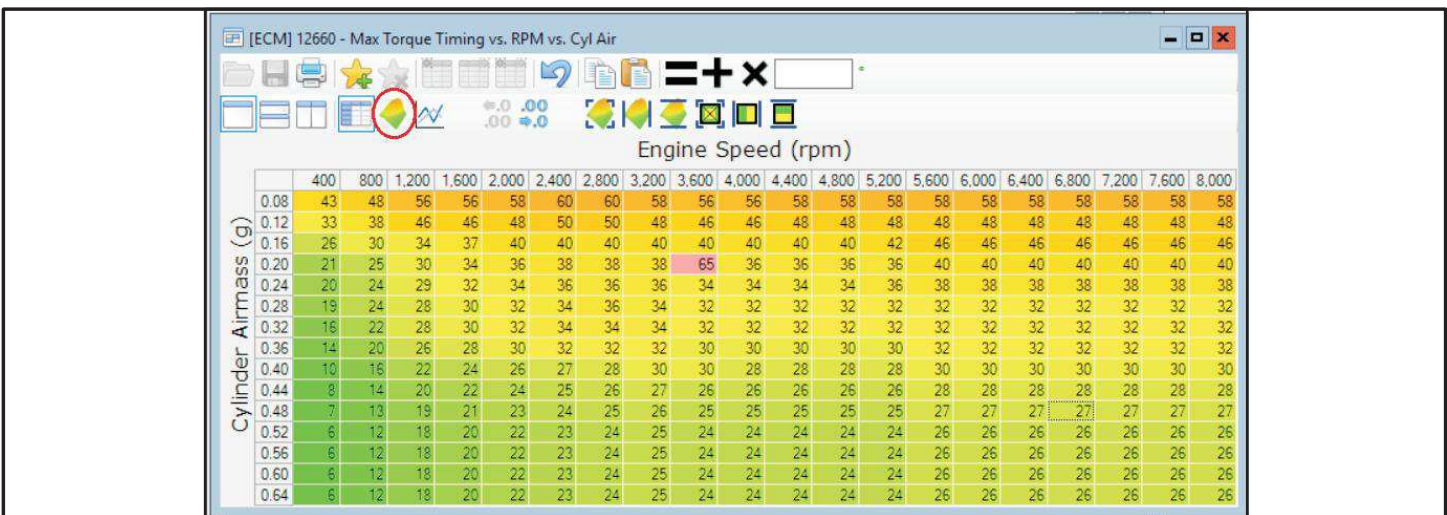 [ECM] 12660 - Max Torque Timing vs. RPM vs. Cyl Air
= + × °
.0 .00
.00 .0
Engine Speed (rpm)
400 800 1,200 1,600 2,000 2,400 2,800 3,200 3,600 4,000 4,400 4,800 5,200 5,600 6,000 6,400 6,800 7,200 7,600 8,000
Cylinder Airmass (g)
0.08 43 48 56 56 58 60 60 58 56 56 58 58 58 58 58 58 58 58 58 58
0.12 33 38 46 46 48 50 50 48 46 46 48 48 48 48 48 48 48 48 48 48
0.16 26 30 34 37 40 40 40 40 40 40 40 40 42 46 46 46 46 46 46 46
0.20 21 25 30 34 36 38 38 38 65 36 36 36 36 40 40 40 40 40 40 40
0.24 20 24 29 32 34 36 36 36 34 34 34 34 36 38 38 38 38 38 38 38
0.28 19 24 28 30 32 34 36 34 32 32 32 32 32 32 32 32 32 32 32 32
0.32 16 22 28 30 32 34 34 34 32 32 32 32 32 32 32 32 32 32 32 32
0.36 14 20 26 28 30 32 32 32 30 30 30 30 30 32 32 32 32 32 32 32
0.40 10 16 22 24 26 27 28 30 30 28 28 28 28 30 30 30 30 30 30 30
0.44 8 14 20 22 24 25 26 27 26 26 26 26 26 28 28 28 28 28 28 28
0.48 7 13 19 21 23 24 25 26 25 25 25 25 25 27 27 27 27 27 27 27
0.52 6 12 18 20 22 23 24 25 24 24 24 24 24 26 26 26 26 26 26 26
0.56 6 12 18 20 22 23 24 25 24 24 24 24 24 26 26 26 26 26 26 26
0.60 6 12 18 20 22 23 24 25 24 24 24 24 24 26 26 26 26 26 26 26
0.64 6 12 18 20 22 23 24 25 24 24 24 24 24 26 26 26 26 26 26 26